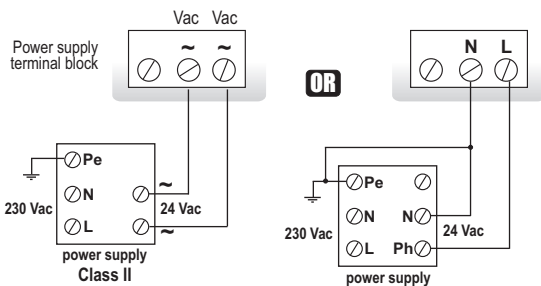 Vac Vac
Power supply
terminal block
~ ~
OR
N L
Pe
N
L
230 Vac
~
24 Vac
~
power supply
Class II
Pe
N N
L Ph
230 Vac
24 Vac
power supply